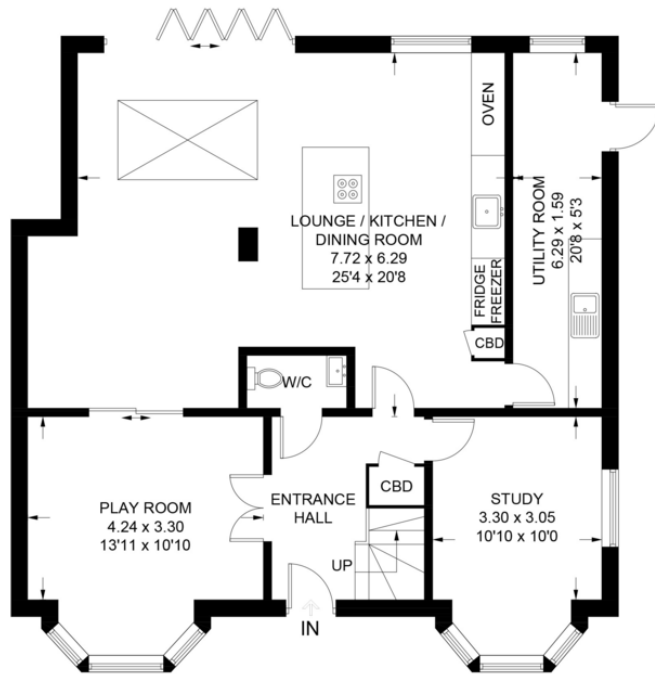 OVEN
LOUNGE / KITCHEN /
DINING ROOM
7.72 x 6.29
25'4 x 20'8
UTILITY ROOM
6.29 x 1.59
20'8 x 5'3
FRIDGE
FREEZER
CBD
W/C
PLAY ROOM
4.24 x 3.30
13'11 x 10'10
ENTRANCE
HALL
CBD
UP
STUDY
3.30 x 3.05
10'10 x 10'0
IN